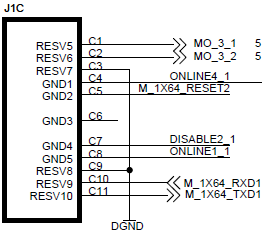 J1C
RESV5 C1 MO_3_1 5
RESV6 C2 MO_3_2 5
RESV7 C3
GND1 C4 ONLINE4_1
GND2 C5 M_1X64_RESET2
GND3 C6
GND4 C7 DISABLE2_1
GND5 C8 ONLINE1_1
RESV8 C9
RESV9 C10 M_1X64_RXD1
RESV10 C11 M_1X64_TXD1
DGND